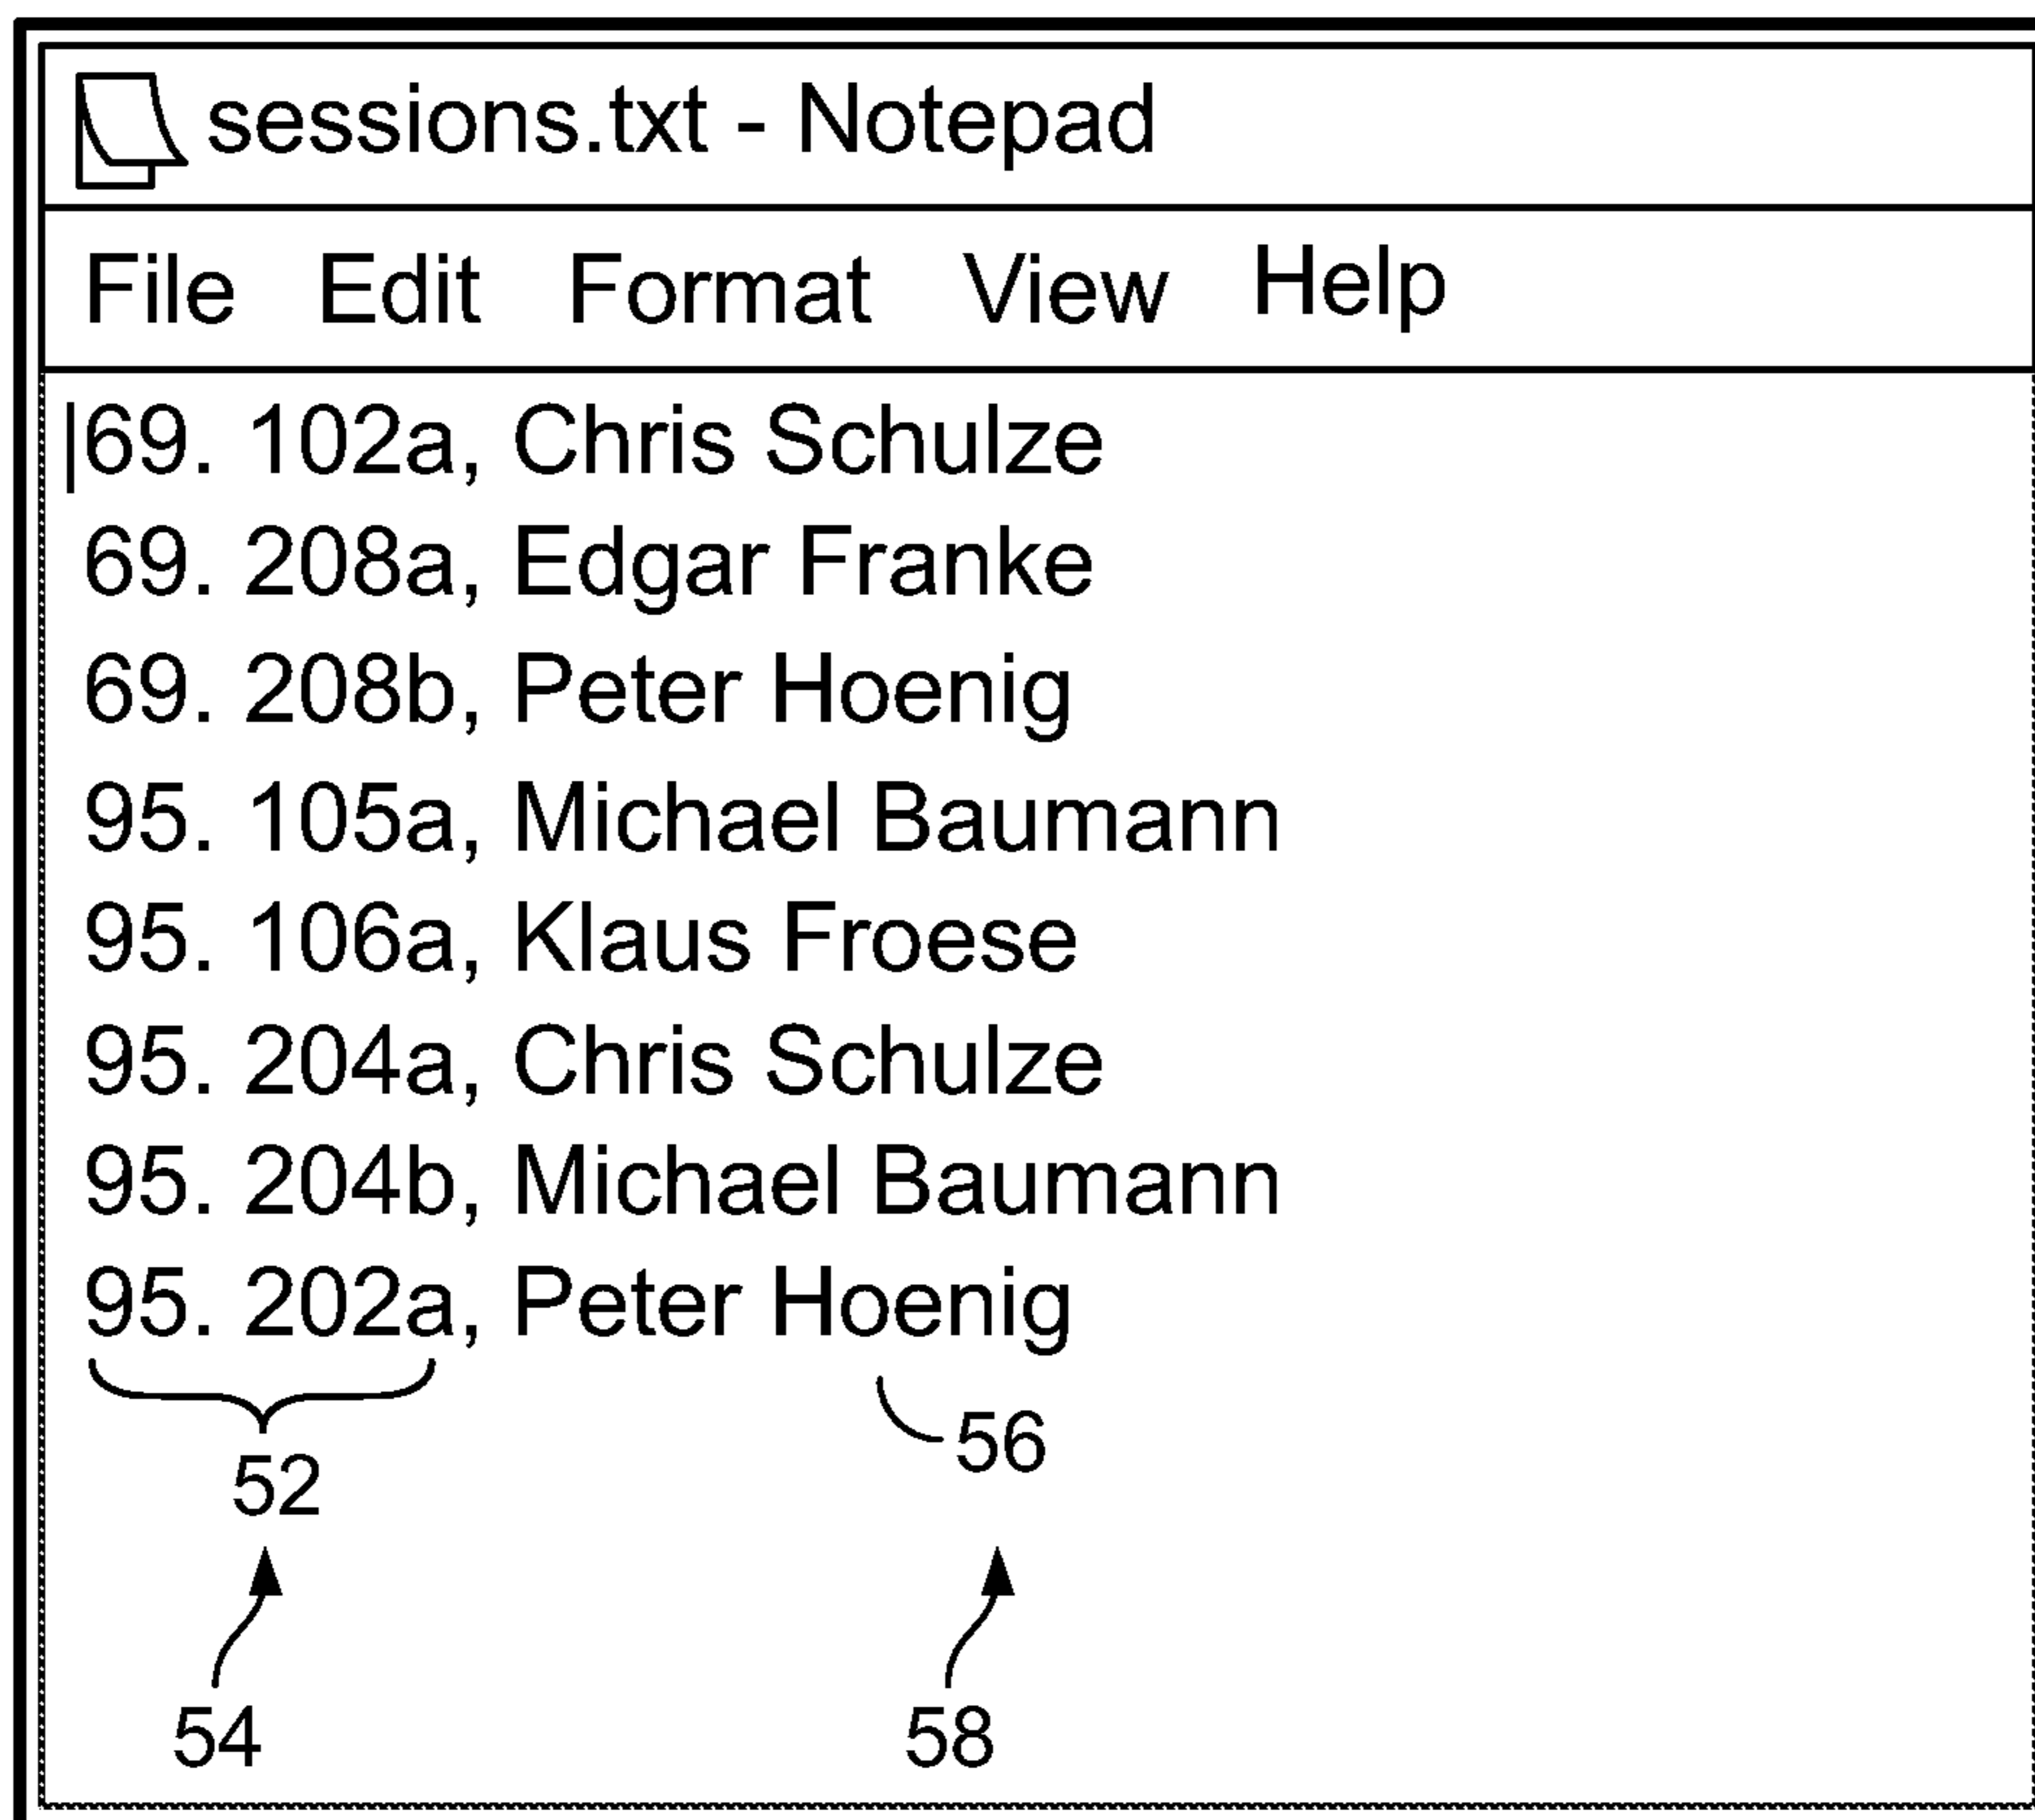 sessions.txt - Notepad
File Edit Format View Help
69. 102a, Chris Schulze
69. 208a, Edgar Franke
69. 208b, Peter Hoenig
95. 105a, Michael Baumann
95. 106a, Klaus Froese
95. 204a, Chris Schulze
95. 204b, Michael Baumann
95. 202a, Peter Hoenig
56
52
54 58